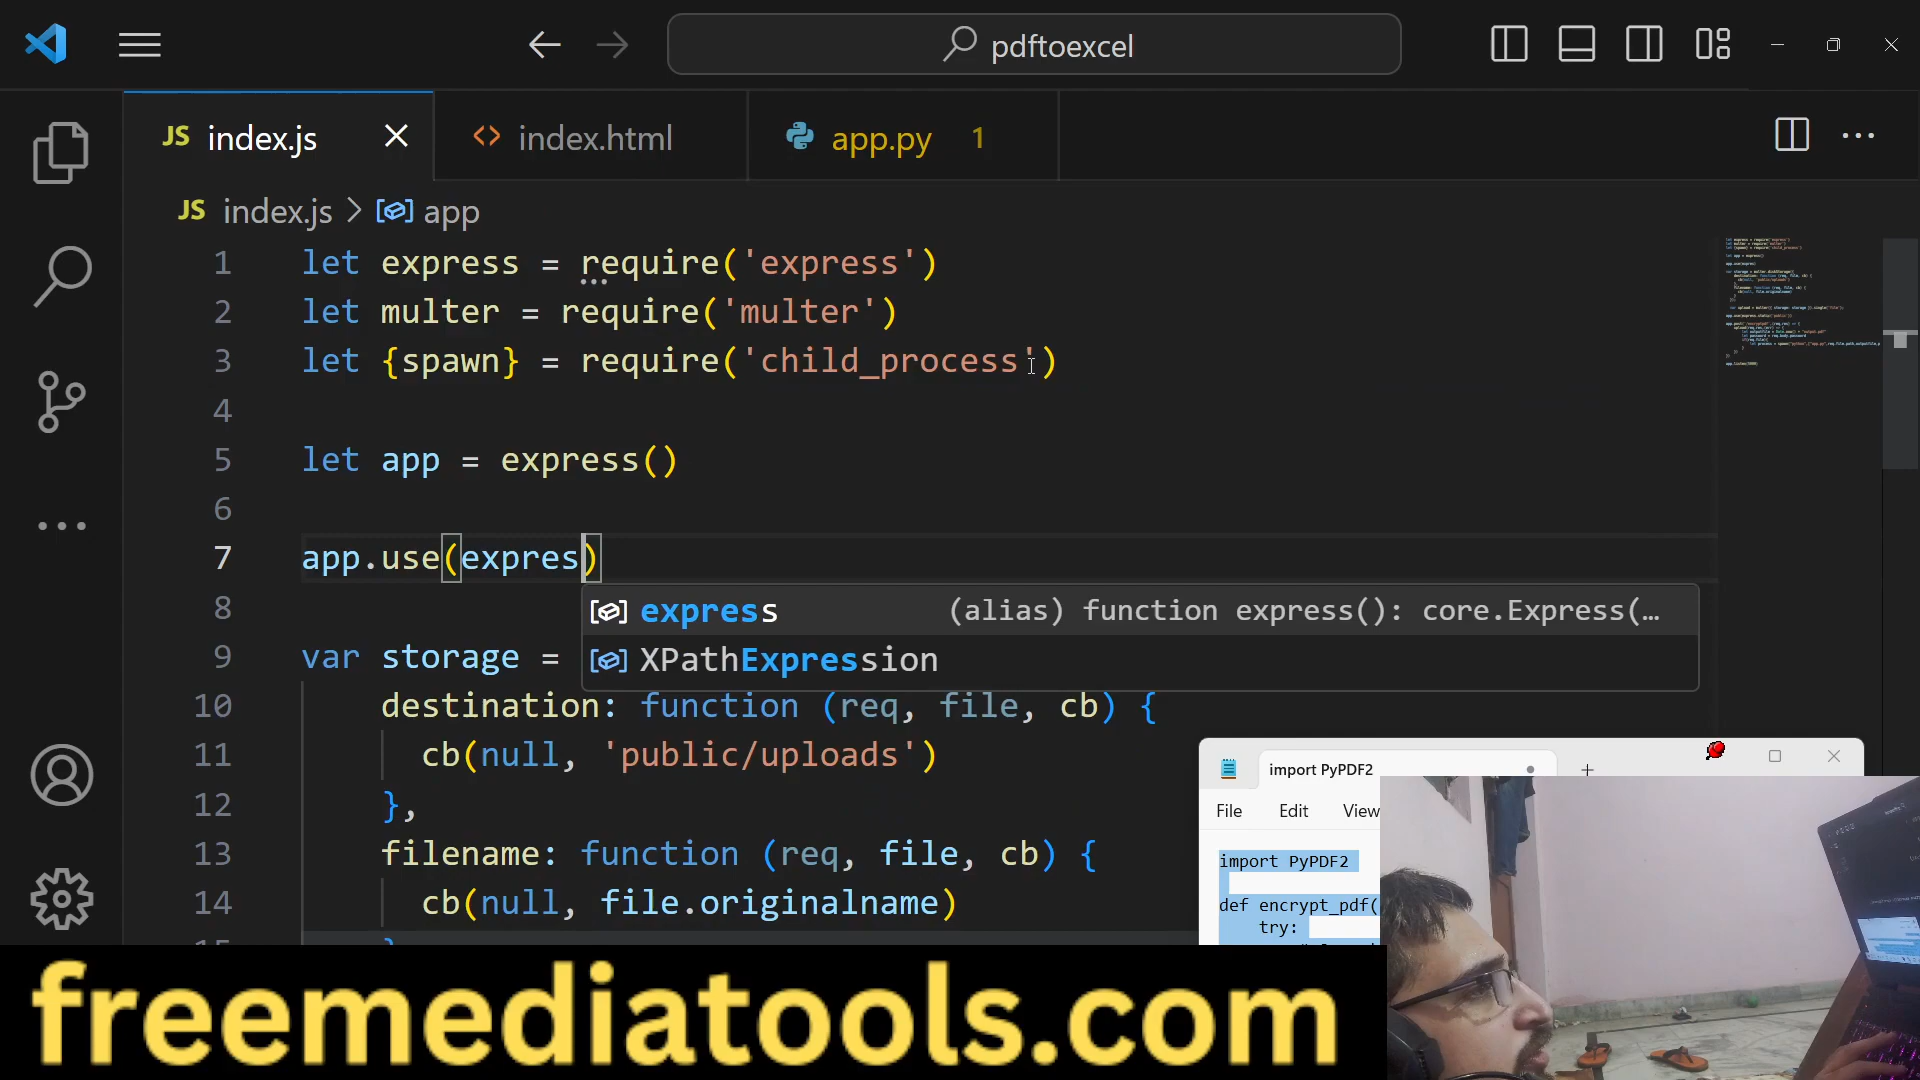 pdftoexcel
JS index.js
<> index.html
app.py 1
JS index.js > app
1 let express = require('express')
2 let multer = require('multer')
3 let {spawn} = require('child_process')
4
5 let app = express()
6
7 app.use(expres)
8
express (alias) function express(): core.Express(…
XPathExpression
9 var storage =
10 destination: function (req, file, cb) {
11 cb(null, 'public/uploads')
12 },
13 filename: function (req, file, cb) {
14 cb(null, file.originalname)
import PyPDF2
File Edit View
import PyPDF2
def encrypt_pdf(
try:
freemediatools.com